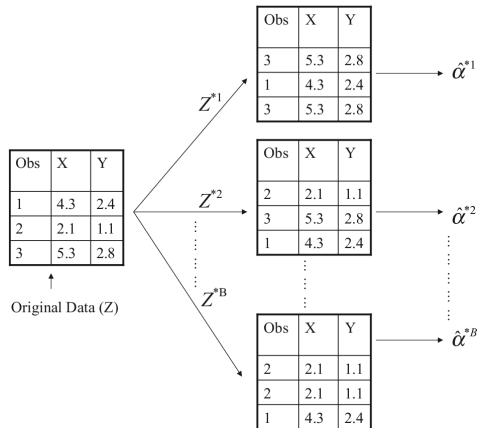 Obs X Y
3 5.3 2.8
1 4.3 2.4
3 5.3 2.8
Z*1
α̂*1
Obs X Y
1 4.3 2.4
2 2.1 1.1
3 5.3 2.8
Original Data (Z)
Z*2
Obs X Y
2 2.1 1.1
3 5.3 2.8
1 4.3 2.4
α̂*2
Z*B
Obs X Y
2 2.1 1.1
2 2.1 1.1
1 4.3 2.4
α̂*B